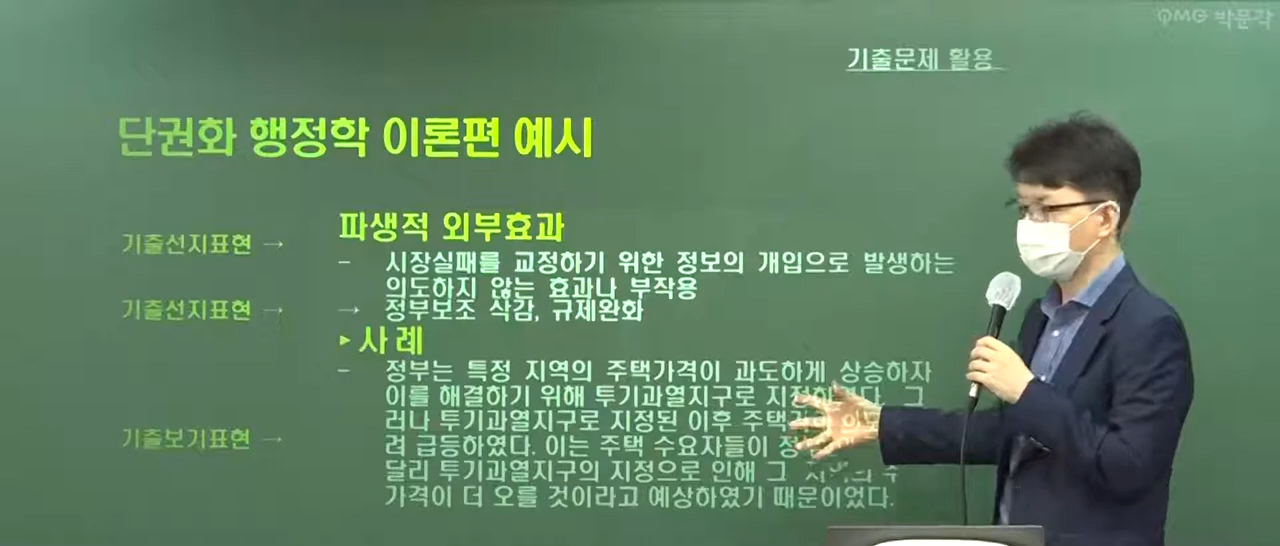 QMG 박문각
기출문제 활용
단권화 행정학 이론편 예시
파생적 외부효과
기출선지표현 →
– 시장실패를 교정하기 위한 정보의 개입으로 발생하는
의도하지 않는 효과나 부작용
기출선지표현 → → 정부보조 삭감, 규제완화
▸사례
– 정부는 특정 지역의 주택가격이 과도하게 상승하자
이를 해결하기 위해 투기과열지구로 그
러나 투기과열지구로 지정된 이후
기출보기표현 →
려 급등하였다. 이는 주택 수요자들이
달리 투기과열지구의 지정으로 인해 그
가격이 더 오를 것이라고 예상하였기 때문이었다.